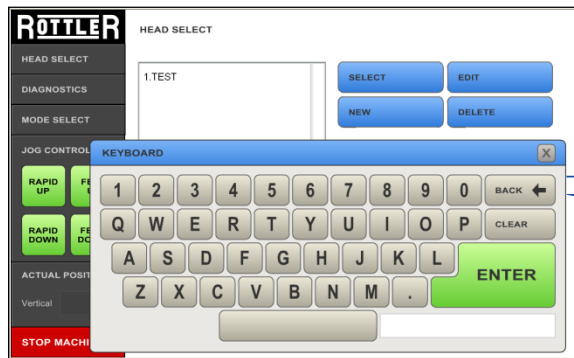 ROTTLER
HEAD SELECT
HEAD SELECT
DIAGNOSTICS
MODE SELECT
JOG CONTROL
RAPID UP
RAPID DOWN
ACTUAL POSIT
Vertical
STOP MACHI
1.TEST
SELECT
EDIT
NEW
DELETE
KEYBOARD
X
1 2 3 4 5 6 7 8 9 0 BACK
Q W E R T Y U I O P CLEAR
A S D F G H J K L ENTER
Z X C V B N M .